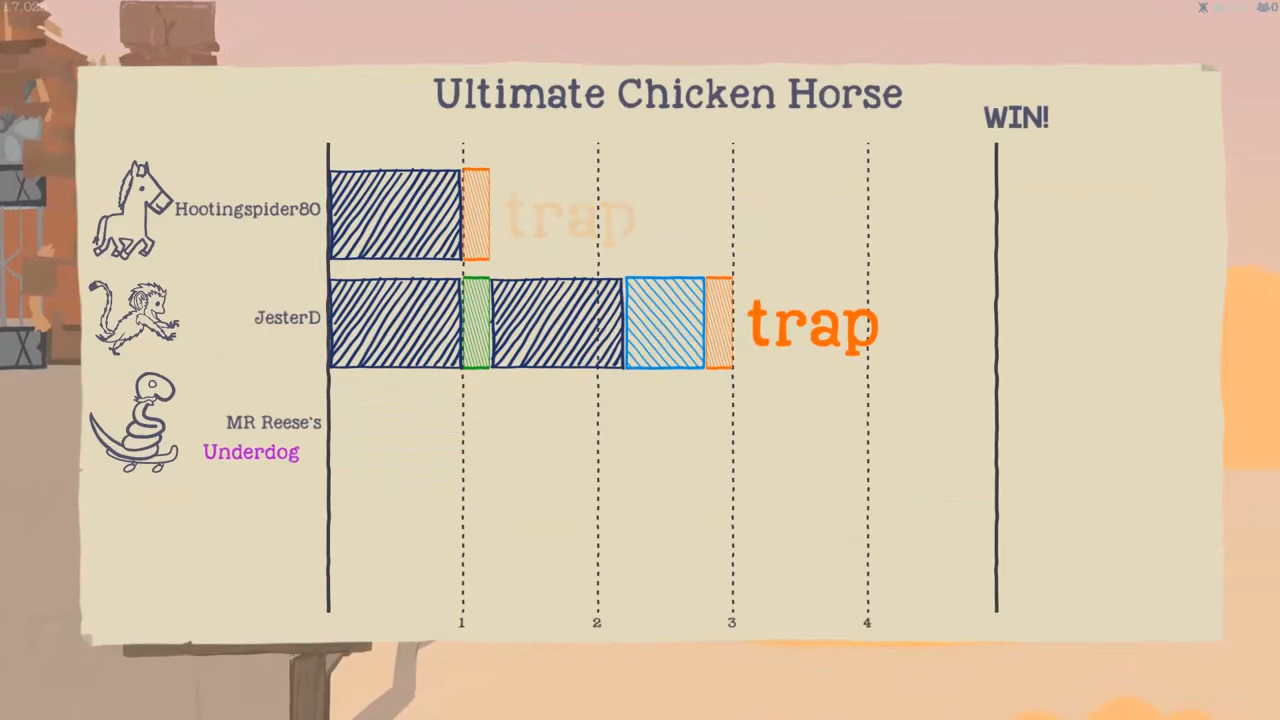 Ultimate Chicken Horse
WIN!
Hootingspider80
trap
JesterD
trap
MR Reese's
Underdog
1
2
3
4